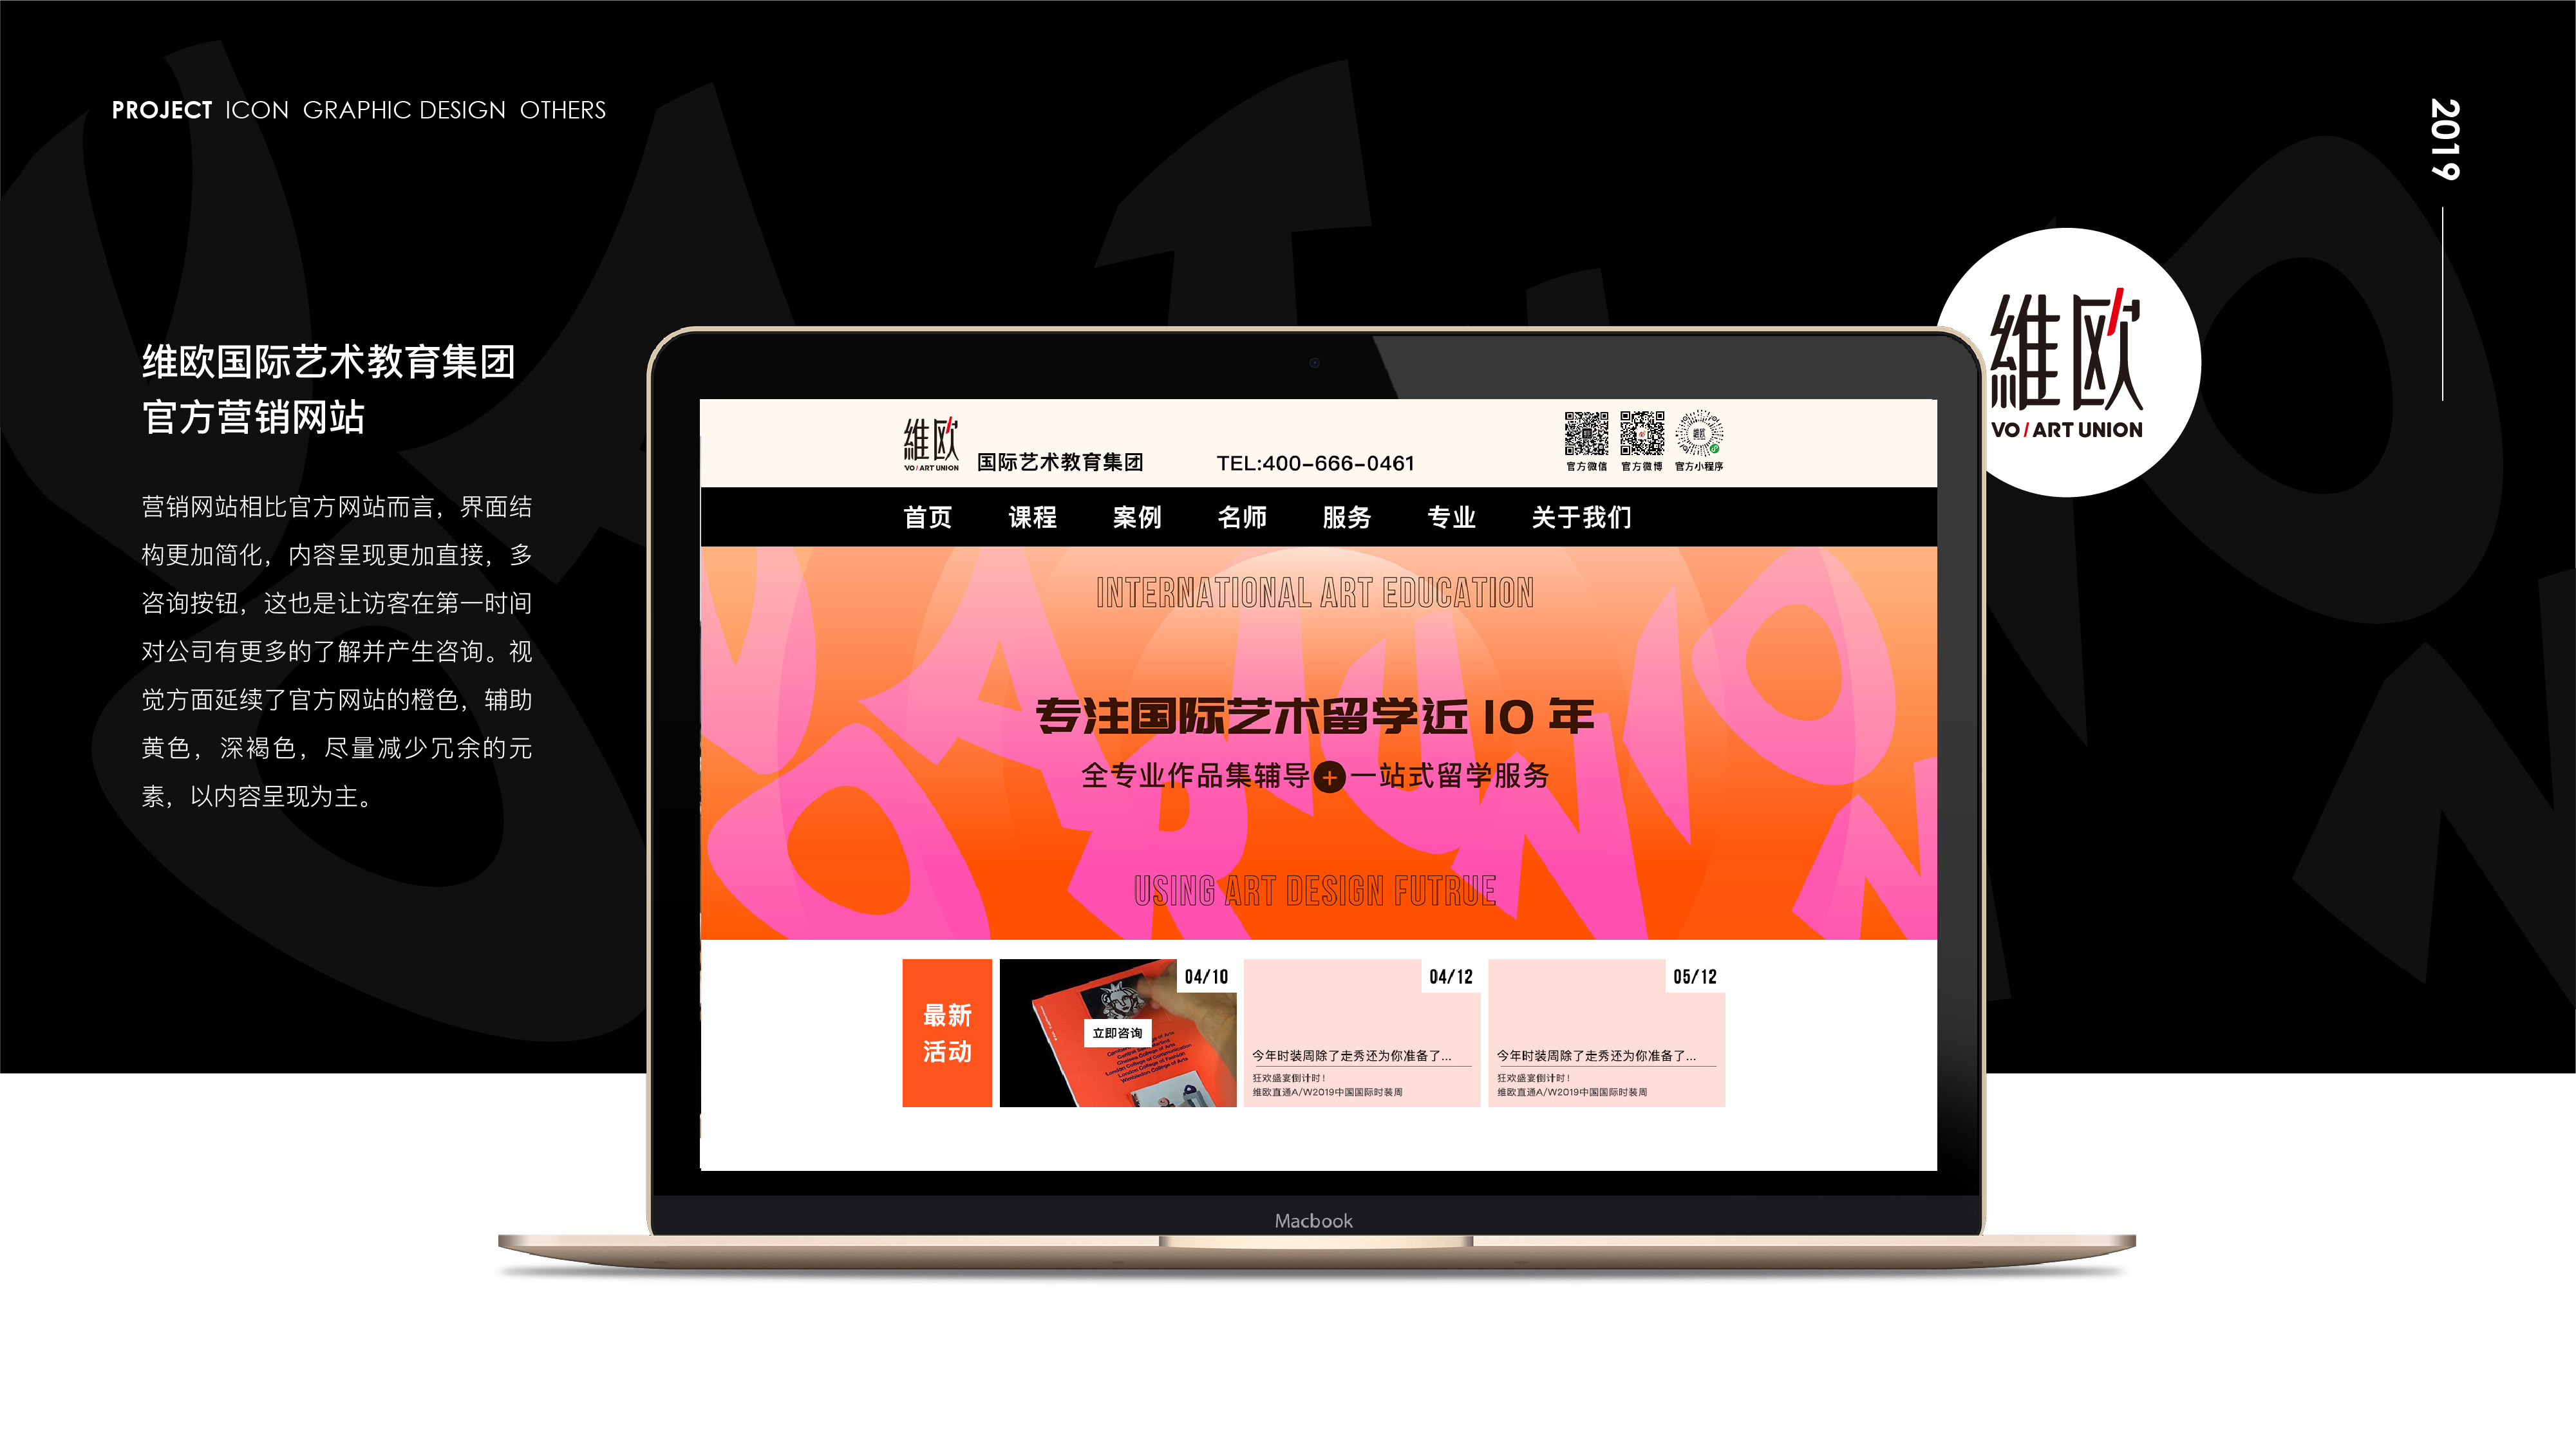 PROJECT ICON GRAPHIC DESIGN OTHERS
2019
维欧国际艺术教育集团
官方营销网站
营销网站相比官方网站而言，界面结
构更加简化，内容呈现更加直接，多
咨询按钮，这也是让访客在第一时间
对公司有更多的了解并产生咨询。视
觉方面延续了官方网站的橙色，辅助
黄色，深褐色，尽量减少冗余的元
素，以内容呈现为主。
維欧
VO/ART UNION
維欧
VO/ART UNION
国际艺术教育集团
TEL:400-666-0461
官方微信 官方微博 官方小程序
首页 课程 案例 名师 服务 专业 关于我们
INTERNATIONAL ART EDUCATION
专注国际艺术留学近 10 年
全专业作品集辅导+一站式留学服务
USING ART DESIGN FUTRUE
最新
活动
04/10
立即咨询
London College of Communication
London College of Fashion
Wimbledon College of Arts
04/12
今年时装周除了走秀还为你准备了...
狂欢盛宴倒计时！
维欧直通A/W2019中国国际时装周
05/12
今年时装周除了走秀还为你准备了...
狂欢盛宴倒计时！
维欧直通A/W2019中国国际时装周
Macbook